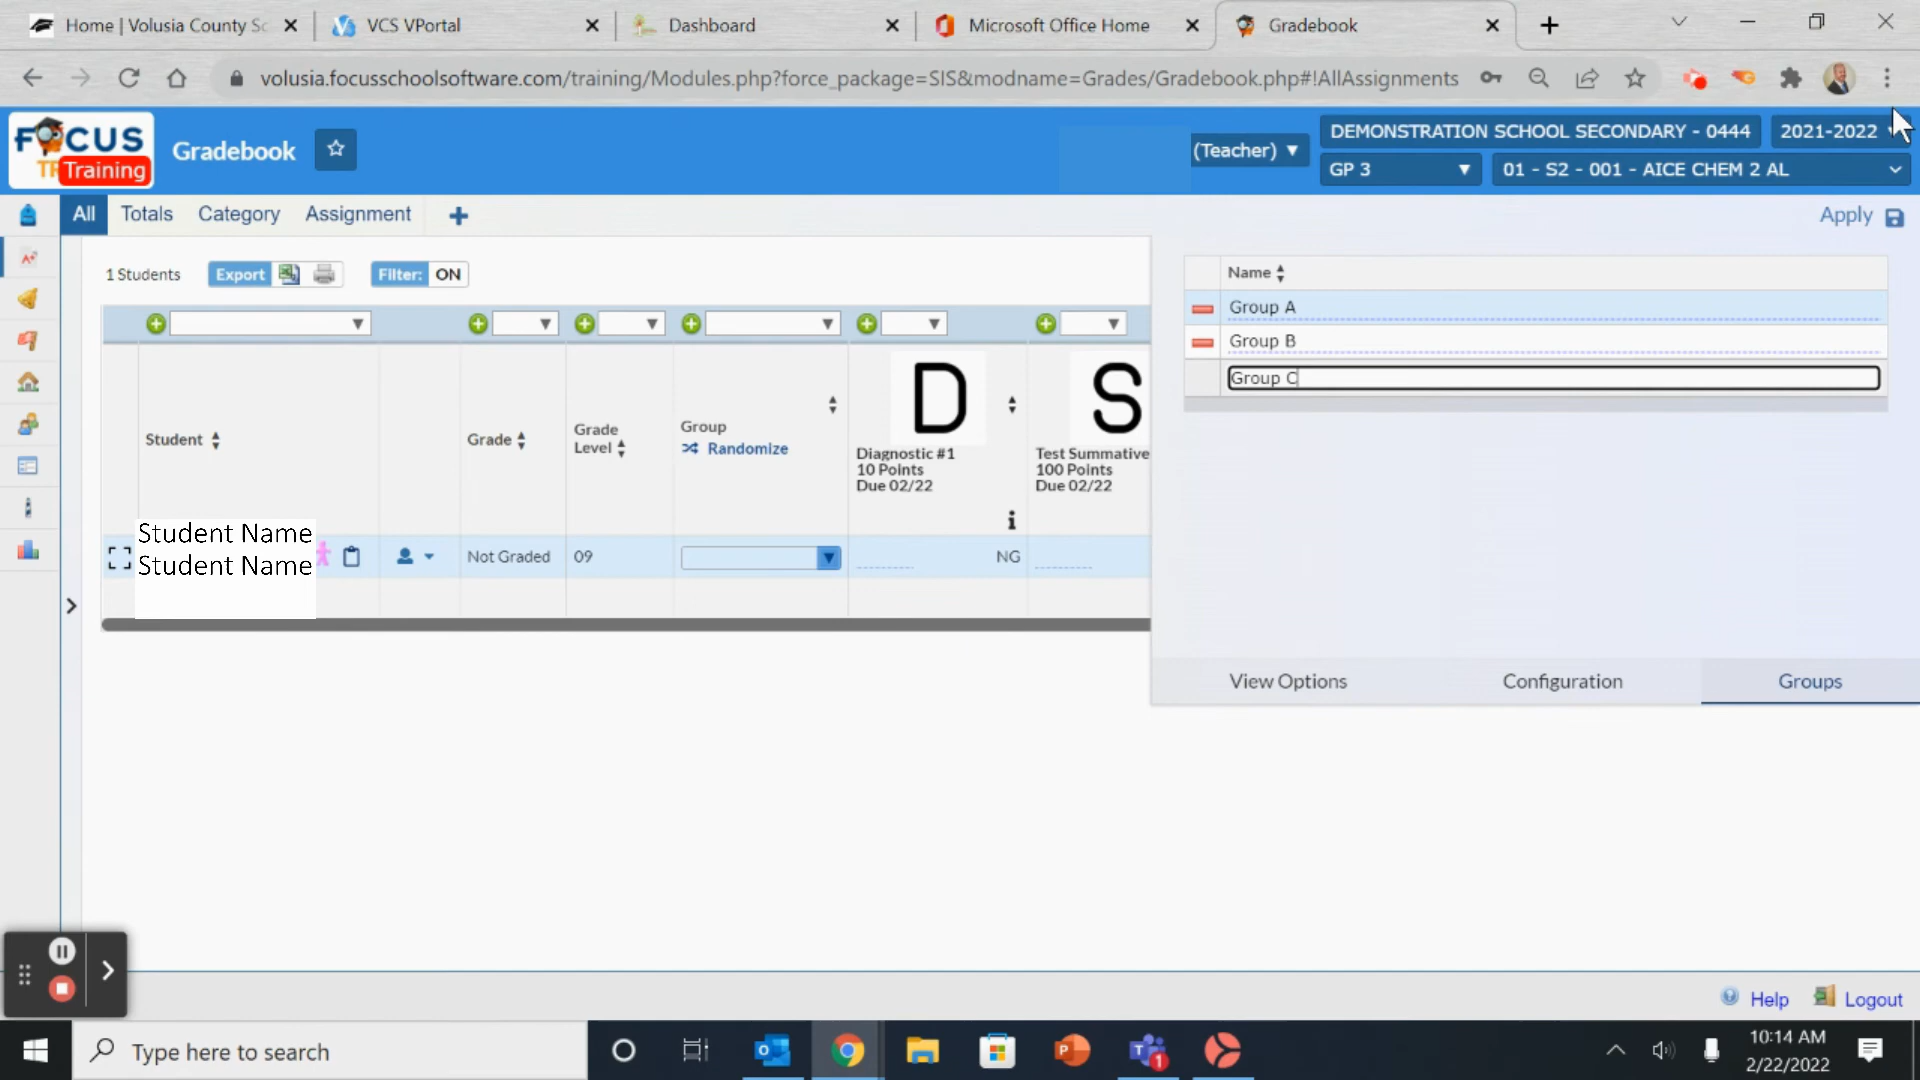 Home | Volusia County Sc
VCS VPortal
Dashboard
Microsoft Office Home
Gradebook
volusia.focusschoolsoftware.com/training/Modules.php?force_package=SIS&modname=Grades/Gradebook.php#!AllAssignments
FOCUS
Training
Gradebook
(Teacher)
DEMONSTRATION SCHOOL SECONDARY - 0444
2021-2022
GP 3
01 - S2 - 001 - AICE CHEM 2 AL
All
Totals
Category
Assignment
Apply
1 Students
Export
Filter: ON
Name
Group A
Group B
Group C
Student
Grade
Grade
Level
Group
Randomize
D
Diagnostic #1
10 Points
Due 02/22
S
Test Summative
100 Points
Due 02/22
Student Name
Student Name
Not Graded
09
NG
View Options
Configuration
Groups
Help
Logout
Type here to search
10:14 AM
2/22/2022